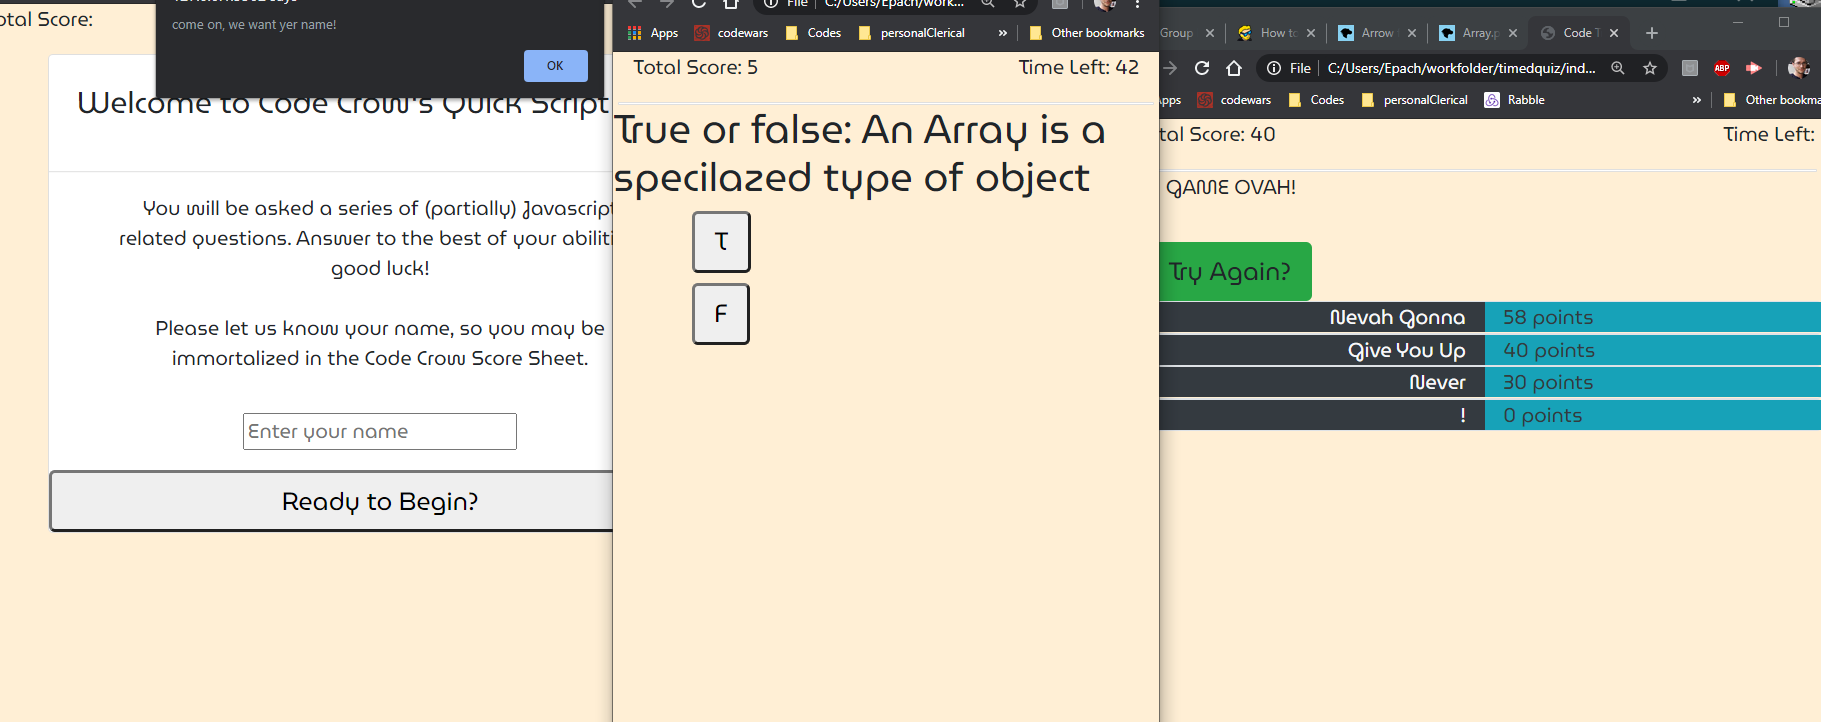 Total Score:
come on, we want yer name!
OK
Welcome to Code Crow's Quick Script
You will be asked a series of (partially) Javascript
related questions. Answer to the best of your abiliti
good luck!
Please let us know your name, so you may be
immortalized in the Code Crow Score Sheet.
Enter your name
Ready to Begin?
File C:/Users/Epach/work...
Apps codewars Codes personalClerical » Other bookmarks
Total Score: 5 Time Left: 42
True or false: An Array is a
specilazed type of object
T
F
Group How to Arrow Array.p Code T
File C:/Users/Epach/workfolder/timedquiz/ind... ABP
pps codewars Codes personalClerical Rabble » Other bookma
tal Score: 40 Time Left:
GAME OVAH!
Try Again?
Nevah Gonna 58 points
Give You Up 40 points
Never 30 points
! 0 points